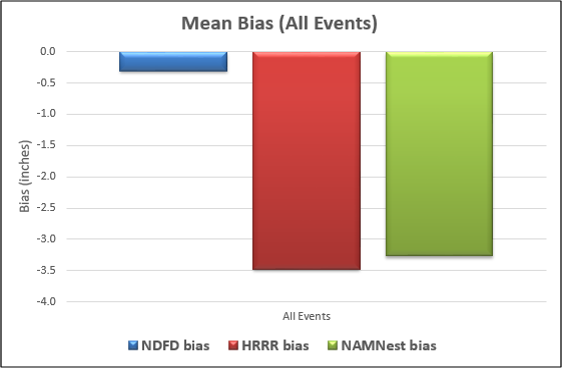 Mean Bias (All Events)
0.0
-0.5
-1.0
-1.5
-2.0
-2.5
-3.0
-3.5
-4.0
Bias (inches)
All Events
NDFD bias HRRR bias NAMNest bias